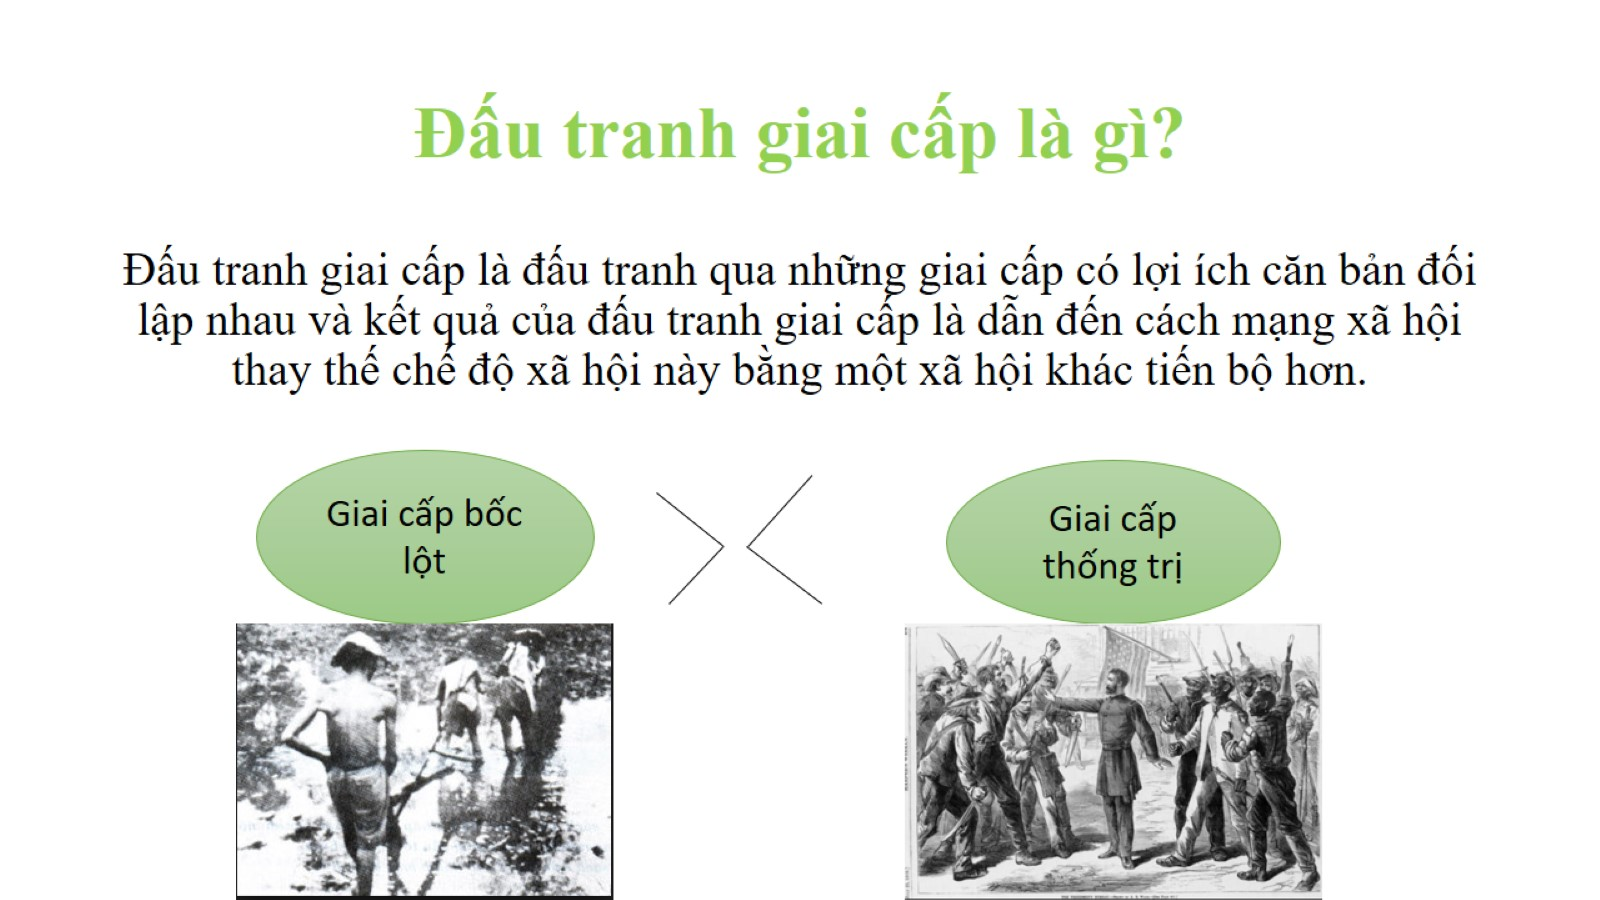 Đấu tranh giai cấp là gì?
Đấu tranh giai cấp là đấu tranh qua những giai cấp có lợi ích căn bản đối
lập nhau và kết quả của đấu tranh giai cấp là dẫn đến cách mạng xã hội
thay thế chế độ xã hội này bằng một xã hội khác tiến bộ hơn.
Giai cấp bốc
lột
Giai cấp
thống trị